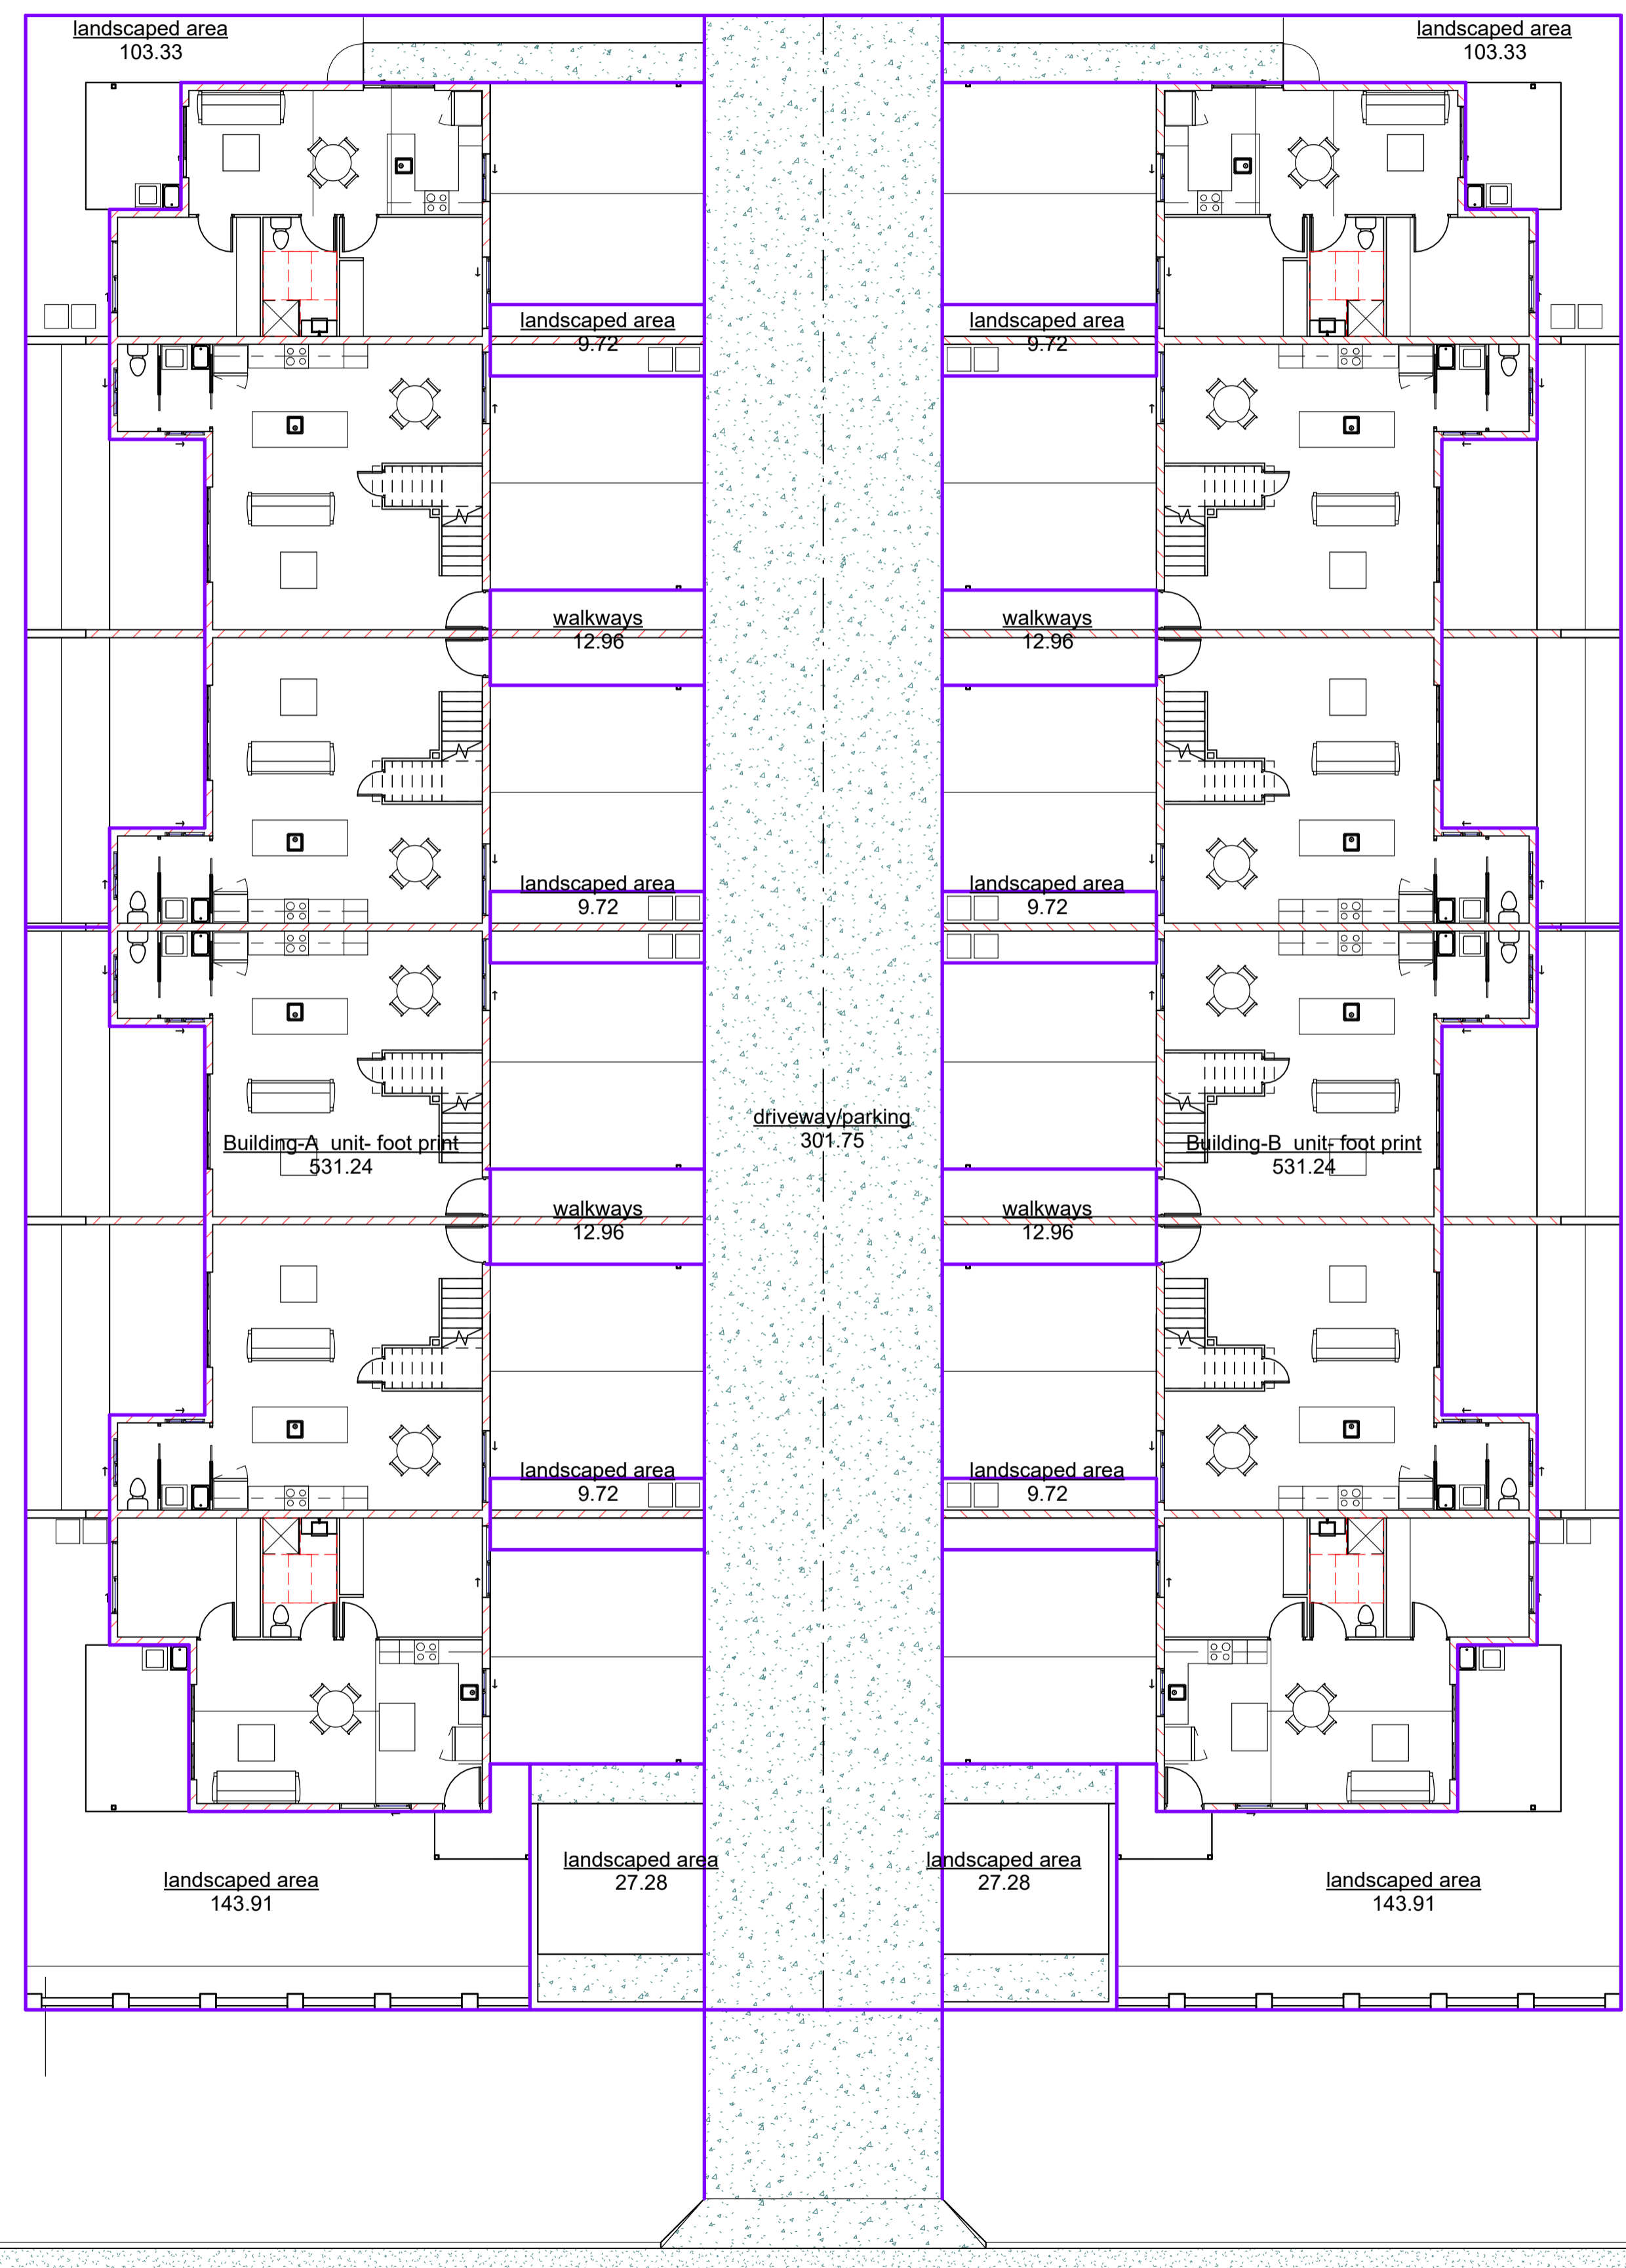 landscaped area
103.33
landscaped area
103.33
landscaped area
9.72
landscaped area
9.72
walkways
12.96
walkways
12.96
landscaped area
9.72
landscaped area
9.72
driveway/parking
301.75
Building-A unit- foot print
531.24
Building-B unit- foot print
531.24
walkways
12.96
walkways
12.96
landscaped area
9.72
landscaped area
9.72
landscaped area
27.28
landscaped area
27.28
landscaped area
143.91
landscaped area
143.91